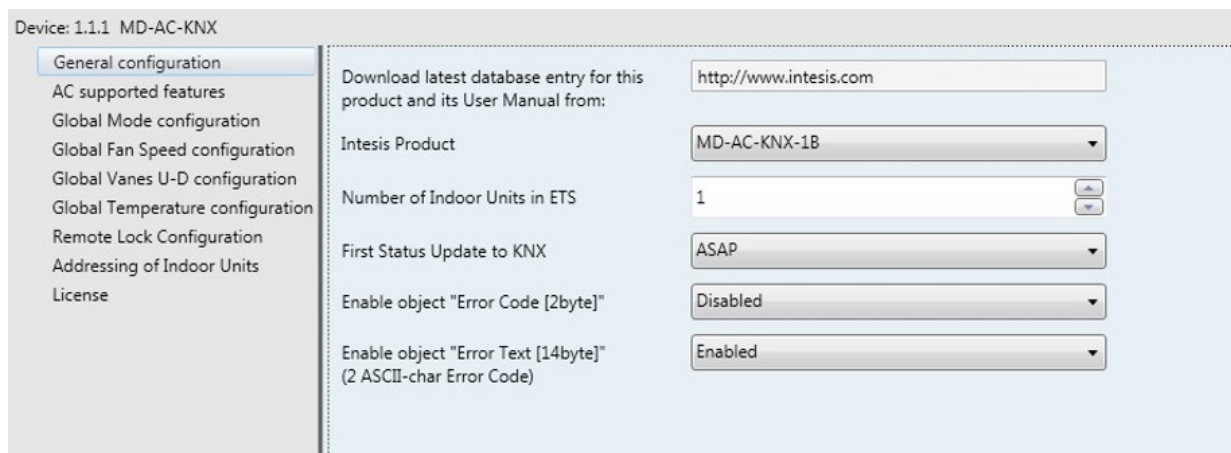 Device: 1.1.1 MD-AC-KNX
General configuration
AC supported features
Global Mode configuration
Global Fan Speed configuration
Global Vanes U-D configuration
Global Temperature configuration
Remote Lock Configuration
Addressing of Indoor Units
License
Download latest database entry for this
product and its User Manual from:
http://www.intesis.com
Intesis Product
MD-AC-KNX-1B
Number of Indoor Units in ETS
1
First Status Update to KNX
ASAP
Enable object "Error Code [2byte]"
Disabled
Enable object "Error Text [14byte]"
(2 ASCII-char Error Code)
Enabled